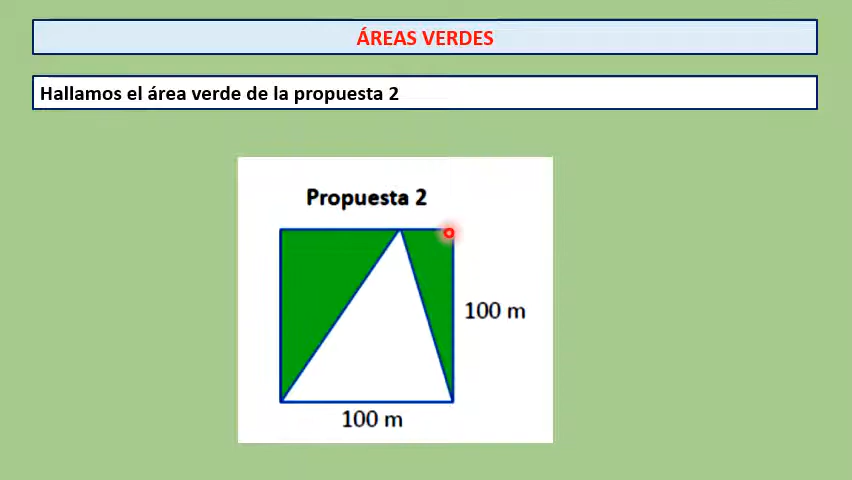 ÁREAS VERDES
Hallamos el área verde de la propuesta 2
Propuesta 2
100 m
100 m